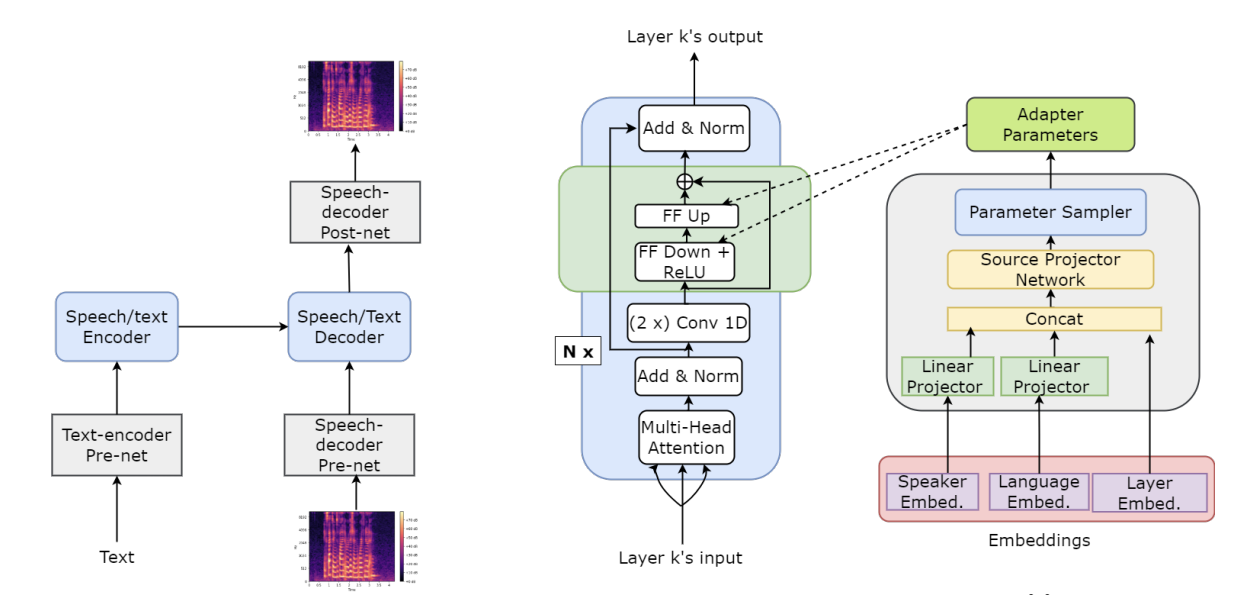 Speech-
decoder
Post-net
Speech/text
Encoder
Speech/Text
Decoder
Text-encoder
Pre-net
Speech-
decoder
Pre-net
Text
Layer k's output
Add & Norm
FF Up
FF Down +
ReLU
(2 x) Conv 1D
N x
Add & Norm
Multi-Head
Attention
Layer k's input
Adapter
Parameters
Parameter Sampler
Source Projector
Network
Concat
Linear
Projector
Linear
Projector
Speaker
Embed.
Language
Embed.
Layer
Embed.
Embeddings